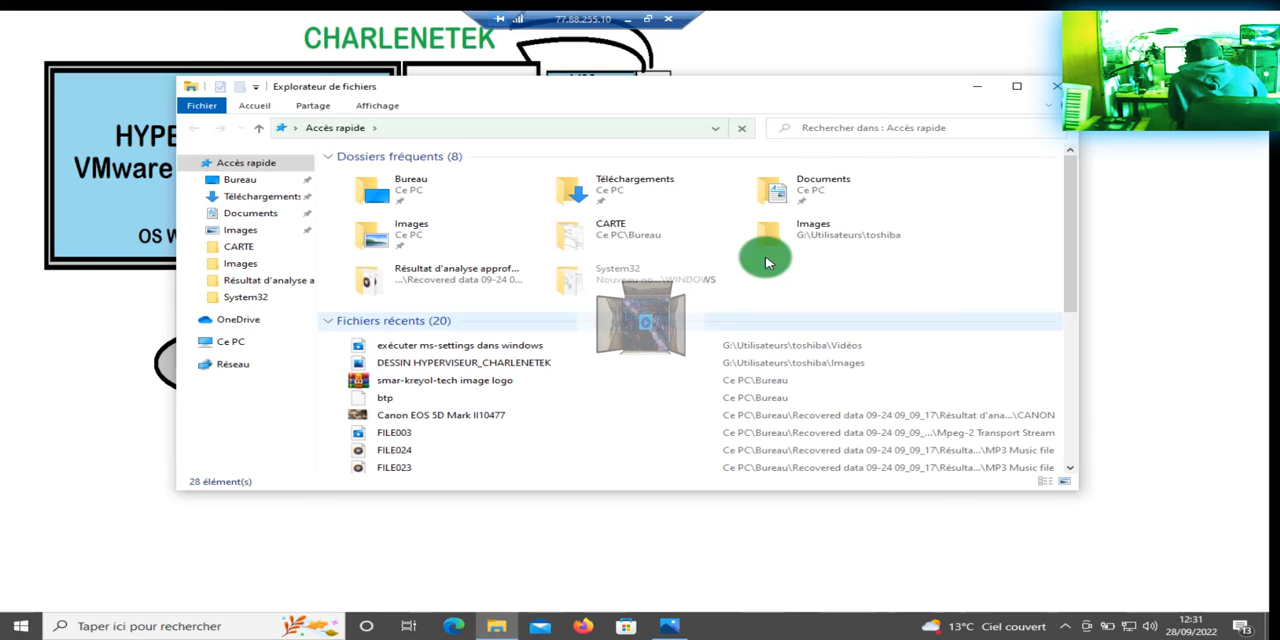 77.88.255.10
CHARLENETEK
HYPE
VMware
OS W
Explorateur de fichiers
Fichier
Accueil
Partage
Affichage
Accès rapide
Rechercher dans : Accès rapide
Accès rapide
Bureau
Téléchargements
Documents
Images
CARTE
Images
Résultat d'analyse a
System32
OneDrive
Ce PC
Réseau
Dossiers fréquents (8)
Bureau
Ce PC
Téléchargements
Ce PC
Documents
Ce PC
Images
Ce PC
CARTE
Ce PC\Bureau
Images
G:\Utilisateurs\toshiba
Résultat d'analyse approf...
...\Recovered data 09-24 0...
System32
Nouveau no...\WINDOWS
Fichiers récents (20)
exécuter ms-settings dans windows G:\Utilisateurs\toshiba\Vidéos
DESSIN HYPERVISEUR_CHARLENETEK G:\Utilisateurs\toshiba\Images
smar-kreyol-tech image logo Ce PC\Bureau
btp Ce PC\Bureau
Canon EOS 5D Mark II10477 Ce PC\Bureau\Recovered data 09-24 09_09_17\Résultat d'ana...\CANON
FILE003 Ce PC\Bureau\Recovered data 09-24 09_09_...\Mpeg-2 Transport Stream
FILE024 Ce PC\Bureau\Recovered data 09-24 09_09_17\Résulta...\MP3 Music file
FILE023 Ce PC\Bureau\Recovered data 09-24 09_09_17\Résulta...\MP3 Music file
28 élément(s)
Taper ici pour rechercher
13°C Ciel couvert
12:31
28/09/2022
13